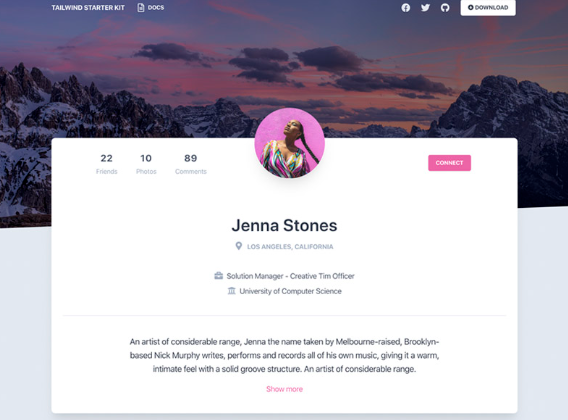 TAILWIND STARTER KIT DOCS DOWNLOAD
22 10 89
Friends Photos Comments
CONNECT
Jenna Stones
LOS ANGELES, CALIFORNIA
Solution Manager - Creative Tim Officer
University of Computer Science
An artist of considerable range, Jenna the name taken by Melbourne-raised, Brooklyn-
based Nick Murphy writes, performs and records all of his own music, giving it a warm,
intimate feel with a solid groove structure. An artist of considerable range.
Show more